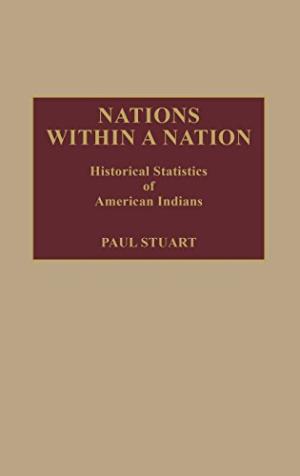 NATIONS
WITHIN A NATION
Historical Statistics
of
American Indians
PAUL STUART